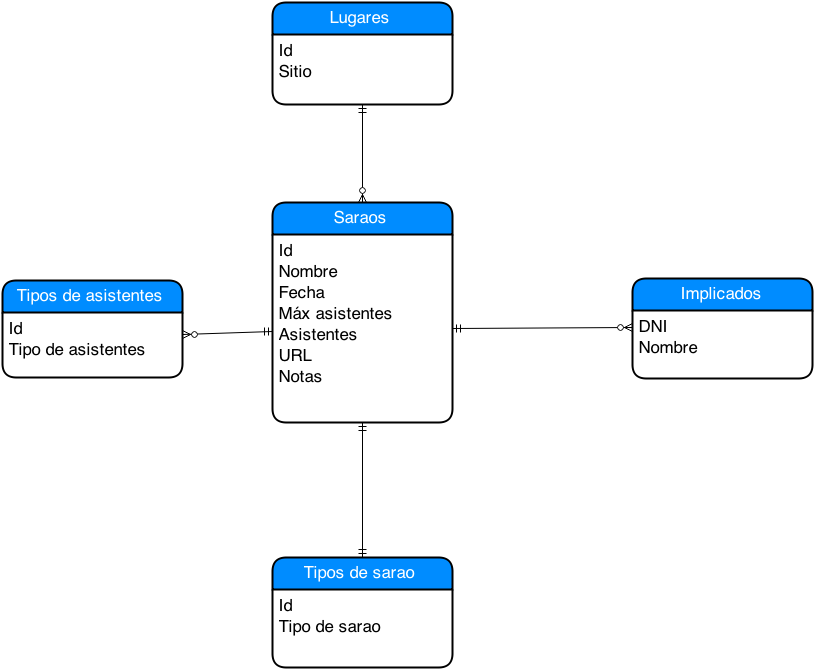 Lugares
Id
Sitio
Saraos
Id
Nombre
Fecha
Máx asistentes
Asistentes
URL
Notas
Tipos de asistentes
Id
Tipo de asistentes
Implicados
DNI
Nombre
Tipos de sarao
Id
Tipo de sarao